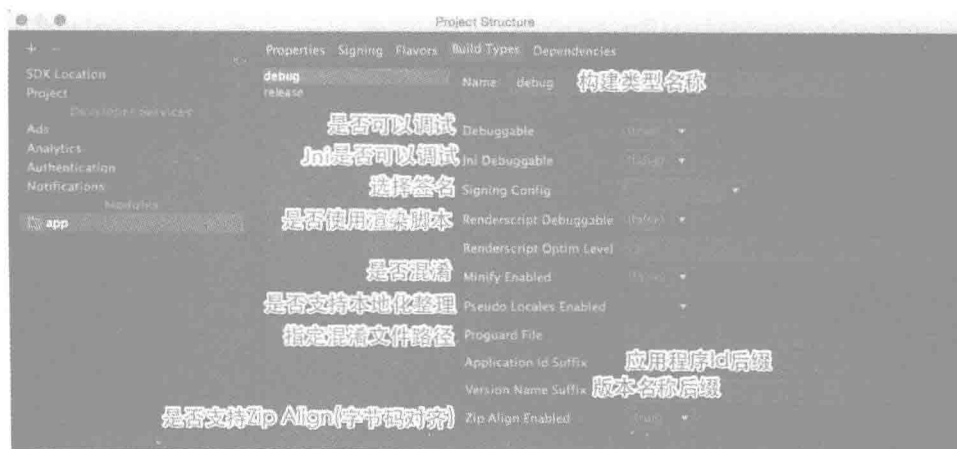 Project Structure
+ -
Properties Signing Flavors Build Types Dependencies
SDK Location
Project
Developer Services
Ads
Analytics
Authentication
Notifications
Modules
app
debug
release
Name: debug 构建类型名称
是否可以调试 Debuggable (true)
Jni是否可以调试 Jni Debuggable (false)
选择签名 Signing Config
是否使用渲染脚本 Renderscript Debuggable (false)
Renderscript Optim Level
是否混淆 Minify Enabled (false)
是否支持本地化整理 Pseudo Locales Enabled
指定混淆文件路径 Proguard File
Application Id Suffix 应用程序Id后缀
Version Name Suffix 版本名称后缀
是否支持Zip Align(字节码对齐) Zip Align Enabled (true)